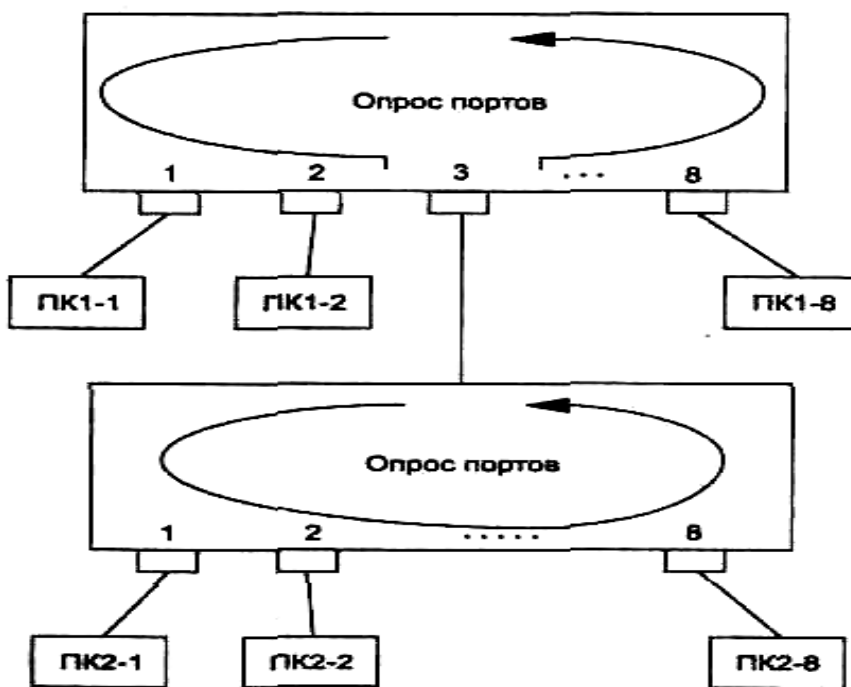 Опрос портов
1 2 3 ... 8
ПК1-1 ПК1-2 ПК1-8
Опрос портов
1 2 ..... 8
ПК2-1 ПК2-2 ПК2-8